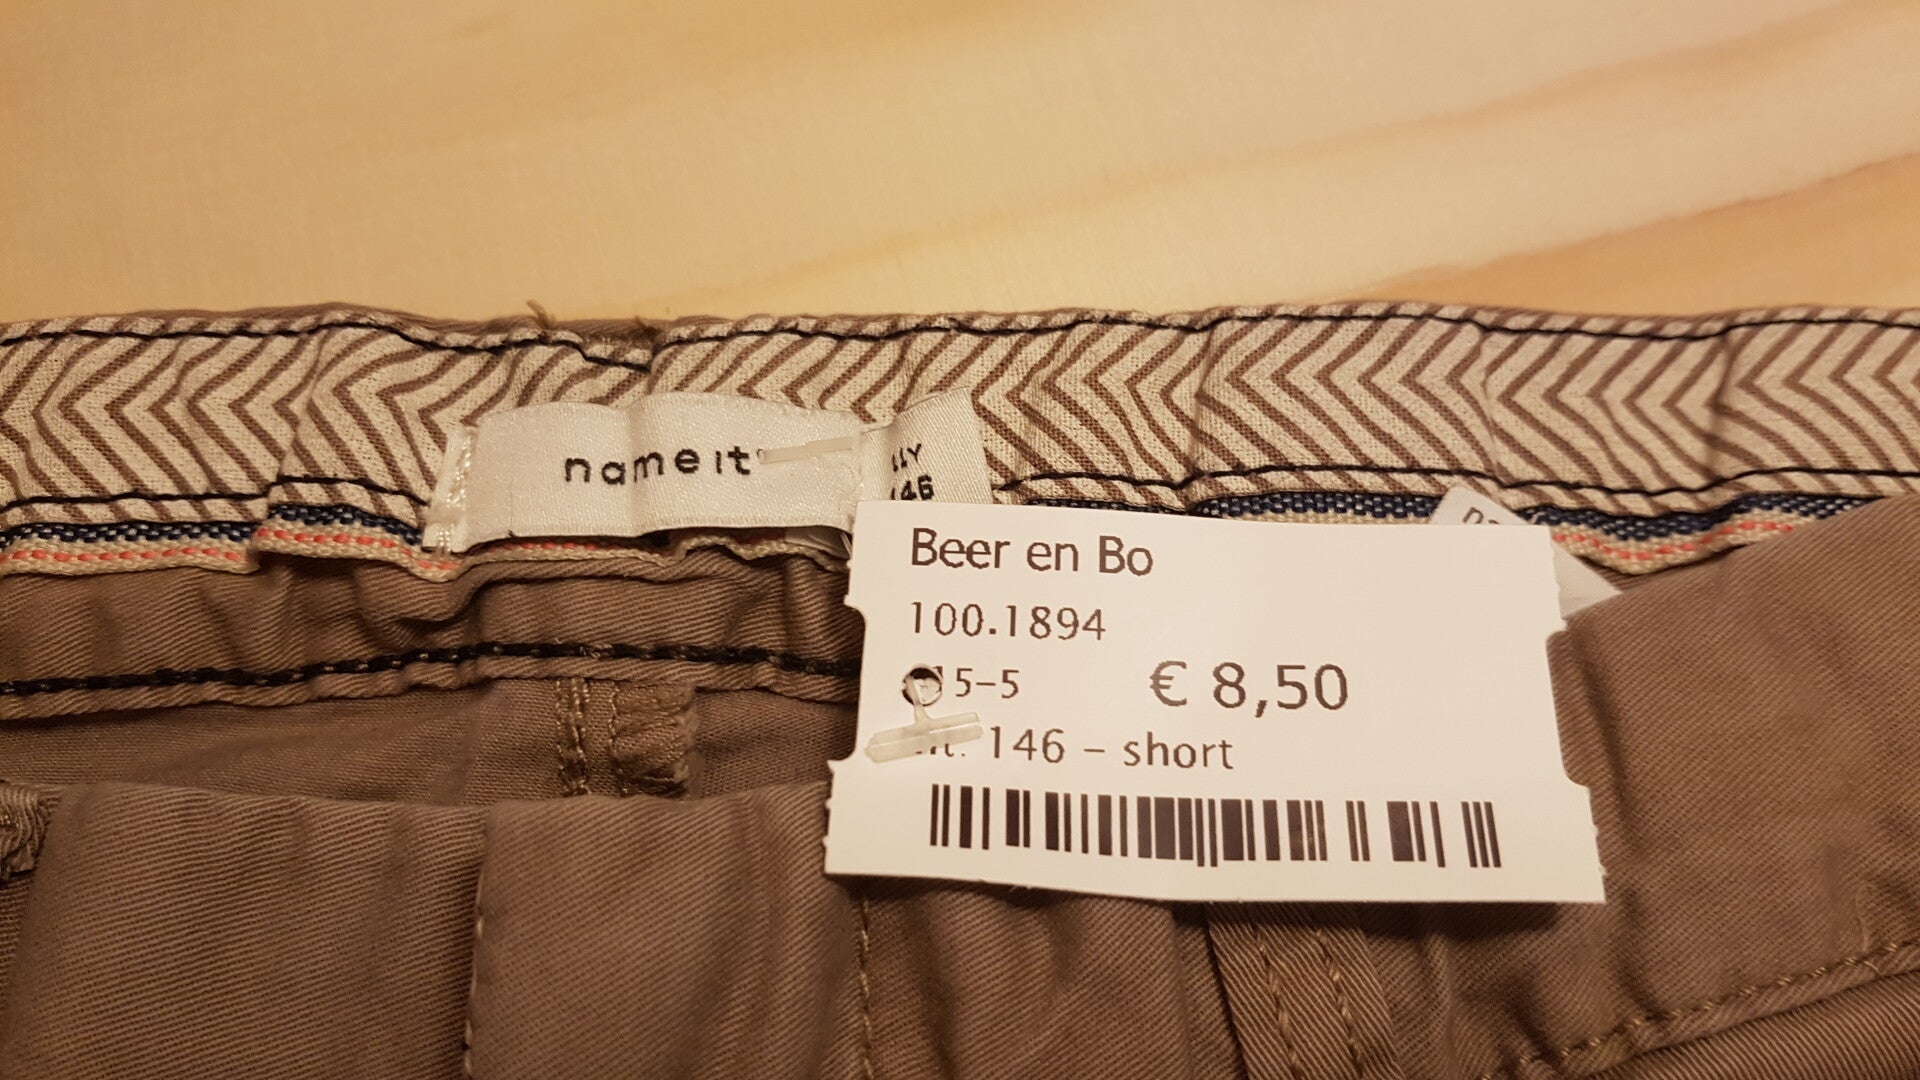 name it
146
Beer en Bo
100.1894
15-5 € 8,50
146 - short